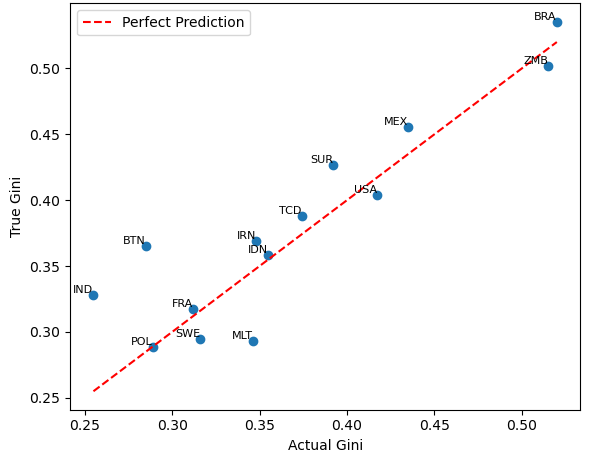 Perfect Prediction
BRA
ZMB
MEX
SUR
USA
TCD
IRN
IDN
BTN
IND
FRA
POL
SWE
MLT
0.50
0.45
0.40
0.35
0.30
0.25
True Gini
0.25 0.30 0.35 0.40 0.45 0.50
Actual Gini